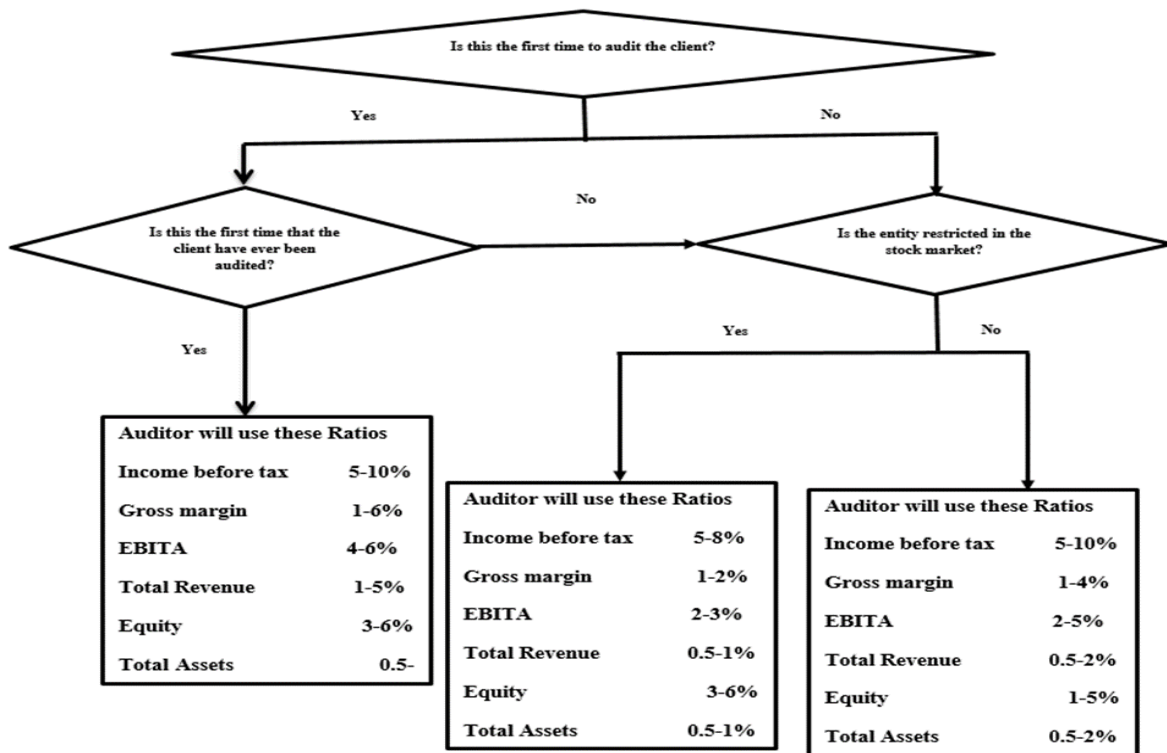 Is this the first time to audit the client?
Yes
No
Is this the first time that the
client have ever been
audited?
No
Is the entity restricted in the
stock market?
Yes
Yes
No
Auditor will use these Ratios
Income before tax 5-10%
Gross margin 1-6%
EBITA 4-6%
Total Revenue 1-5%
Equity 3-6%
Total Assets 0.5-
Auditor will use these Ratios
Income before tax 5-8%
Gross margin 1-2%
EBITA 2-3%
Total Revenue 0.5-1%
Equity 3-6%
Total Assets 0.5-1%
Auditor will use these Ratios
Income before tax 5-10%
Gross margin 1-4%
EBITA 2-5%
Total Revenue 0.5-2%
Equity 1-5%
Total Assets 0.5-2%